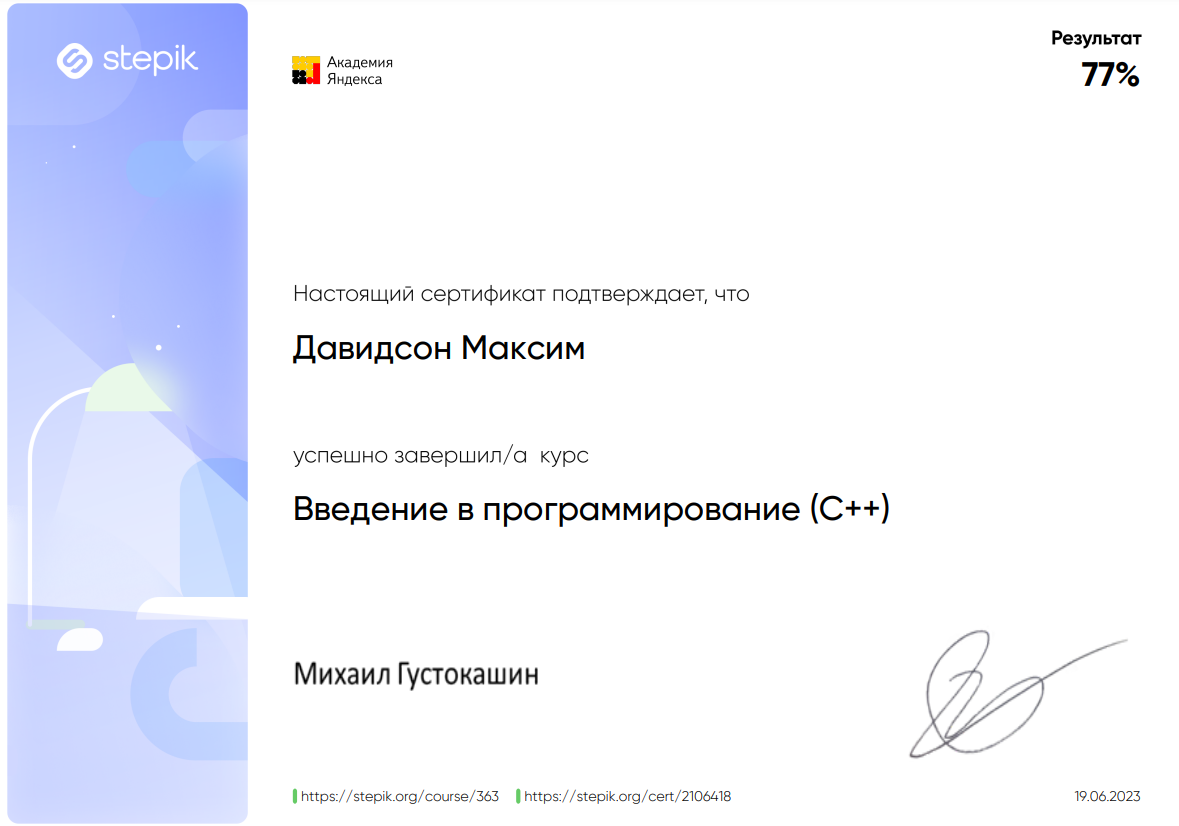 stepik
Академия
Яндекса
Результат
77%
Настоящий сертификат подтверждает, что
Давидсон Максим
успешно завершил/а  курс
Введение в программирование (C++)
Михаил Густокашин
https://stepik.org/course/363 https://stepik.org/cert/2106418
19.06.2023